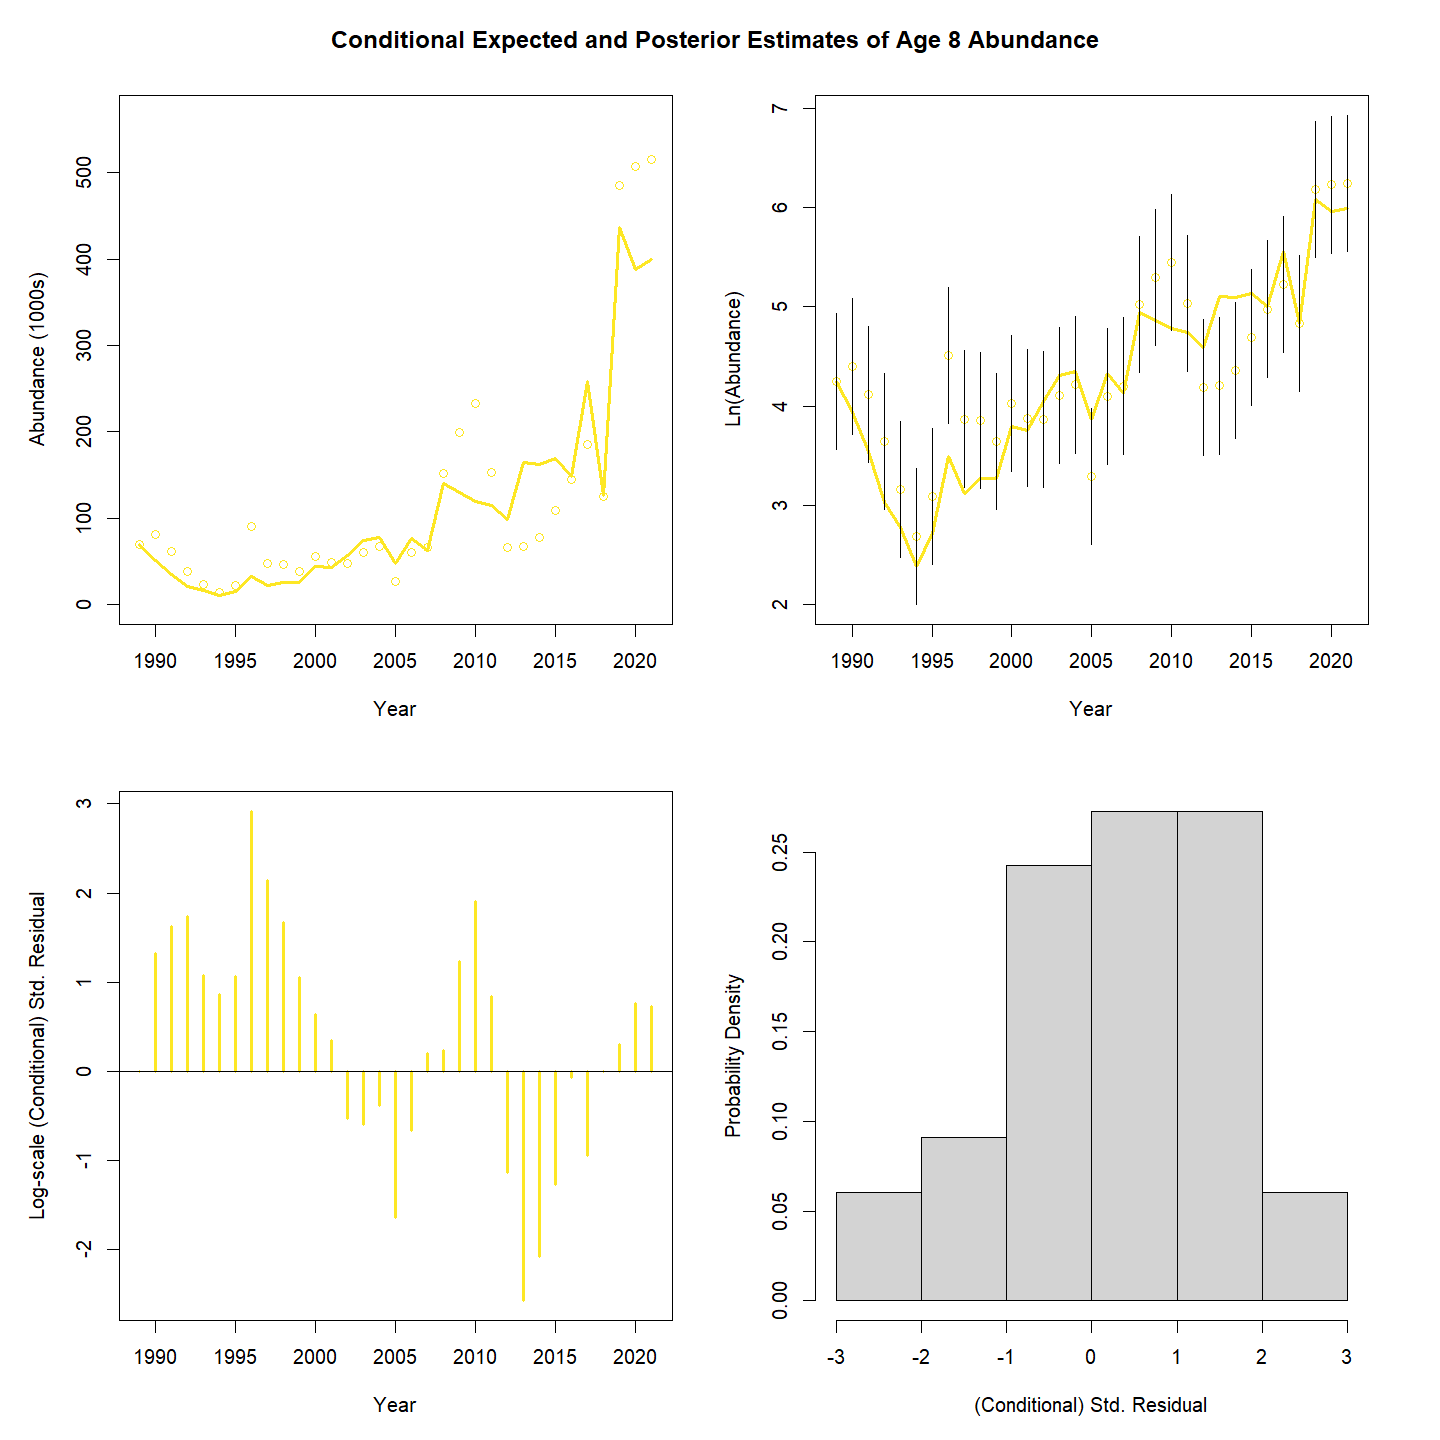 Conditional Expected and Posterior Estimates of Age 8 Abundance
Abundance (1000s)
0
100
200
300
400
500
1990 1995 2000 2005 2010 2015 2020
Year
Ln(Abundance)
2
3
4
5
6
7
1990 1995 2000 2005 2010 2015 2020
Year
Log-scale (Conditional) Std. Residual
-2
-1
0
1
2
3
1990 1995 2000 2005 2010 2015 2020
Year
Probability Density
0.00
0.05
0.10
0.15
0.20
0.25
-3 -2 -1 0 1 2 3
(Conditional) Std. Residual